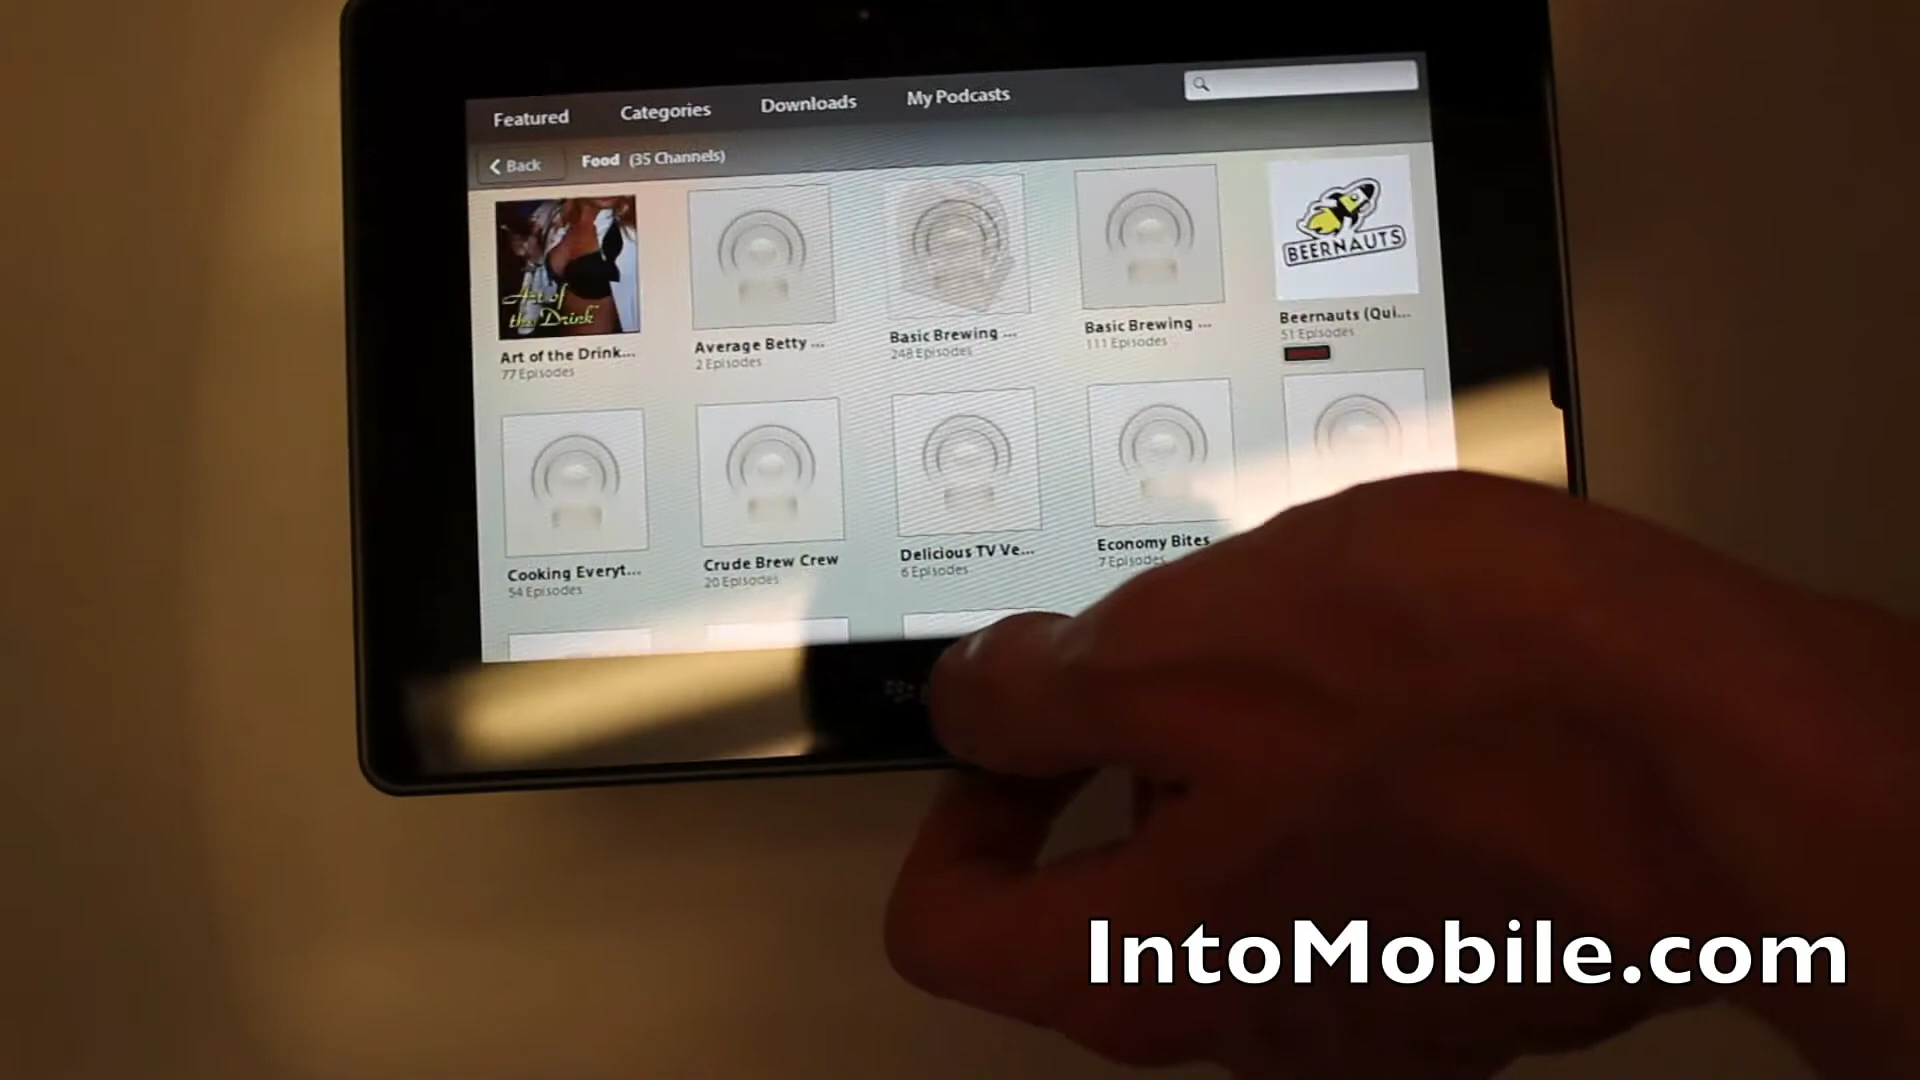 Featured Categories Downloads My Podcasts
Back Food (35 Channels)
Art of
the Drink
BEERNAUTS
Art of the Drink... Average Betty ... Basic Brewing ... Basic Brewing ... Beernauts (Qui...
77 Episodes 2 Episodes 248 Episodes 111 Episodes 51 Episodes
Cooking Everyt... Crude Brew Crew Delicious TV Ve... Economy Bites
54 Episodes 20 Episodes 6 Episodes 7 Episodes
IntoMobile.com